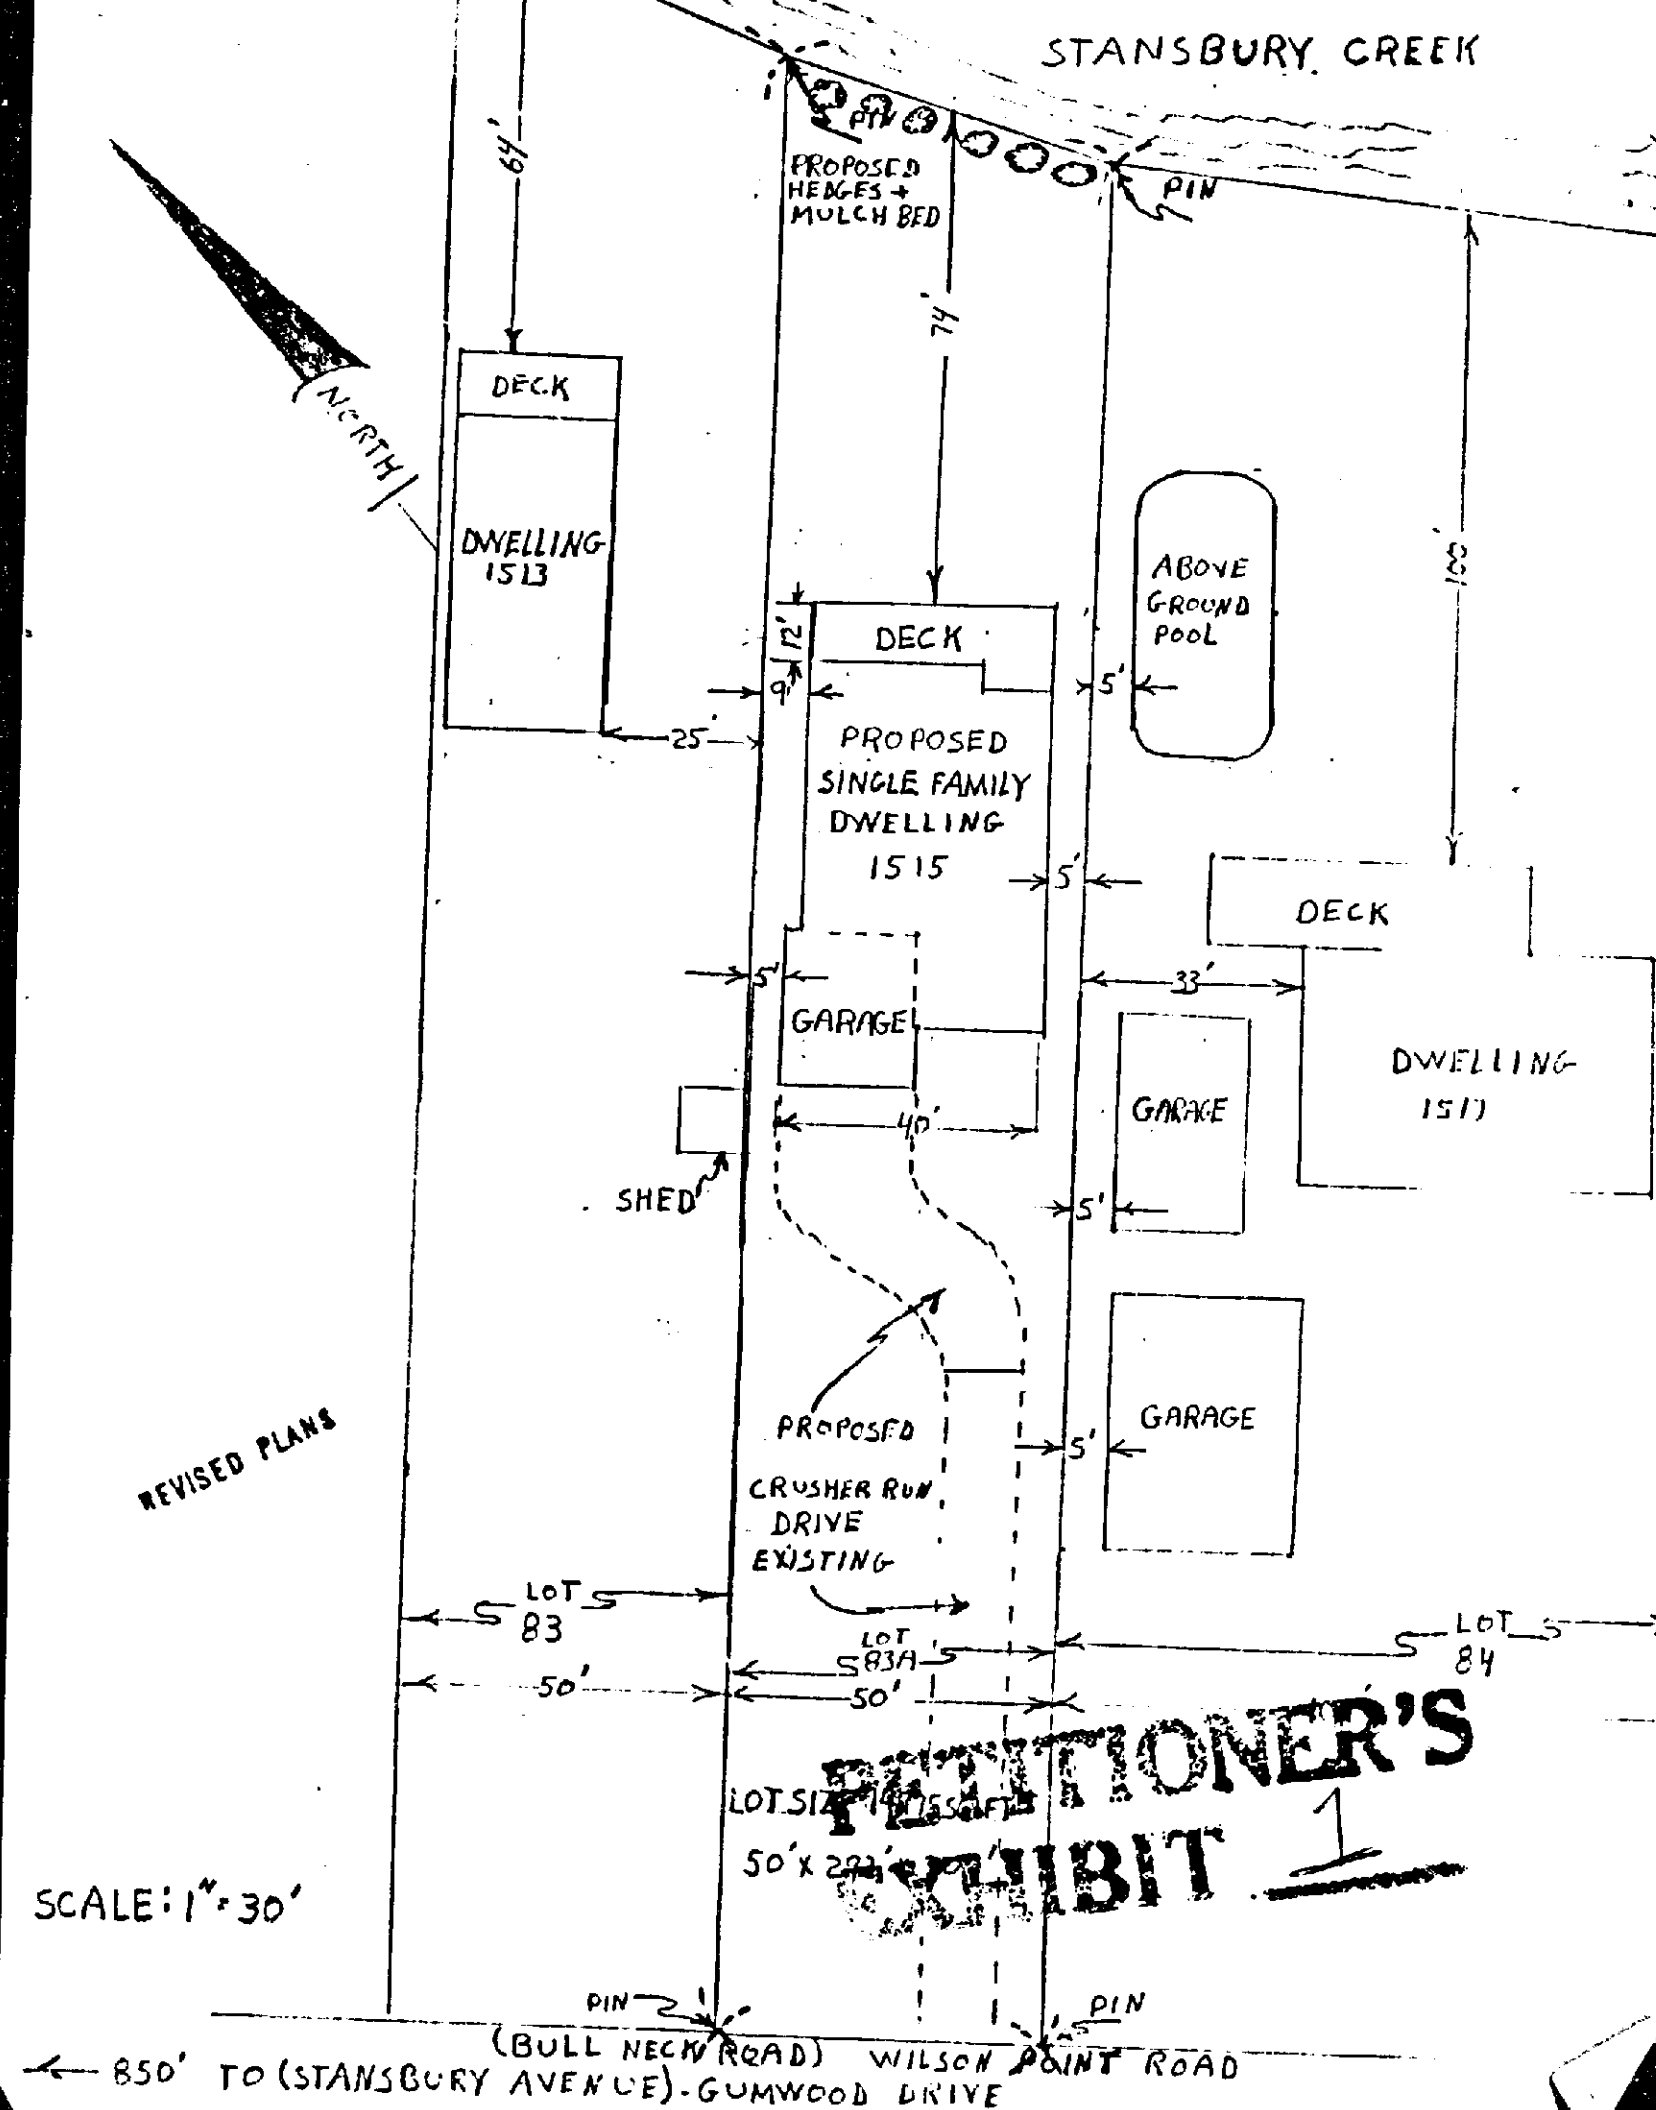 STANSBURY. CREEK
64'
PIN
PROPOSED
HEDGES +
MULCH BED
PIN
74'
100'
NORTH
DECK
DWELLING
1513
25'
12'
9'
DECK
5'
ABOVE
GROUND
POOL
PROPOSED
SINGLE FAMILY
DWELLING
1515
5'
DECK
5'
GARAGE
33'
DWELLING
1517
GARAGE
40'
SHED
5'
PROPOSED
GARAGE
5'
REVISED PLANS
CRUSHER RUN
DRIVE
EXISTING
LOT
83
LOT
83A
LOT
84
50'
50'
PETITIONER'S
EXHIBIT 1
LOT SIZE
50' X
SCALE: 1" = 30'
PIN
PIN
(BULL NECK ROAD) WILSON POINT ROAD
850' TO (STANSBURY AVENUE). GUMWOOD DRIVE